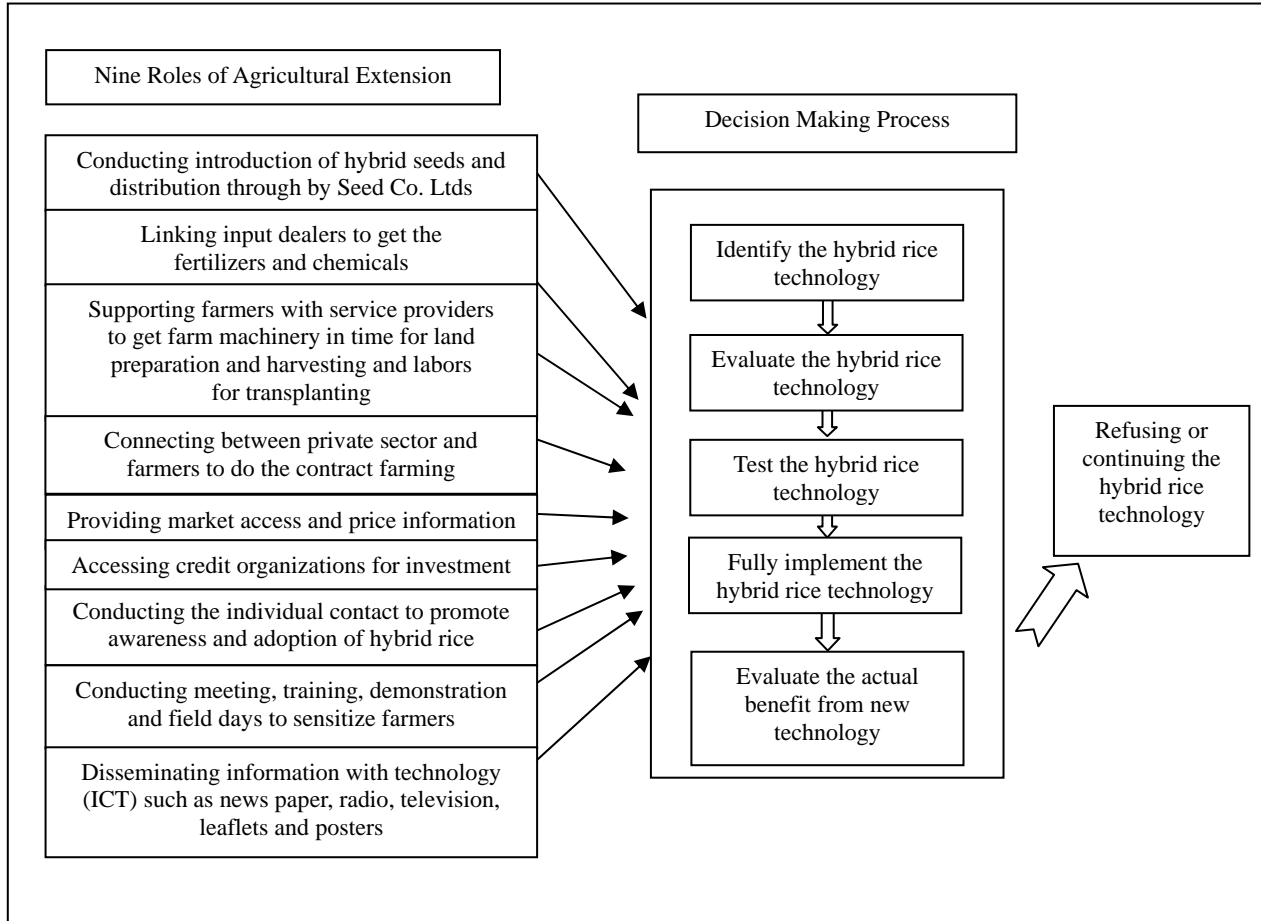 Nine Roles of Agricultural Extension
Conducting introduction of hybrid seeds and
distribution through by Seed Co. Ltds
Linking input dealers to get the
fertilizers and chemicals
Supporting farmers with service providers
to get farm machinery in time for land
preparation and harvesting and labors
for transplanting
Connecting between private sector and
farmers to do the contract farming
Providing market access and price information
Accessing credit organizations for investment
Conducting the individual contact to promote
awareness and adoption of hybrid rice
Conducting meeting, training, demonstration
and field days to sensitize farmers
Disseminating information with technology
(ICT) such as news paper, radio, television,
leaflets and posters
Decision Making Process
Identify the hybrid rice
technology
Evaluate the hybrid rice
technology
Test the hybrid rice
technology
Fully implement the
hybrid rice technology
Evaluate the actual
benefit from new
technology
Refusing or
continuing the
hybrid rice
technology